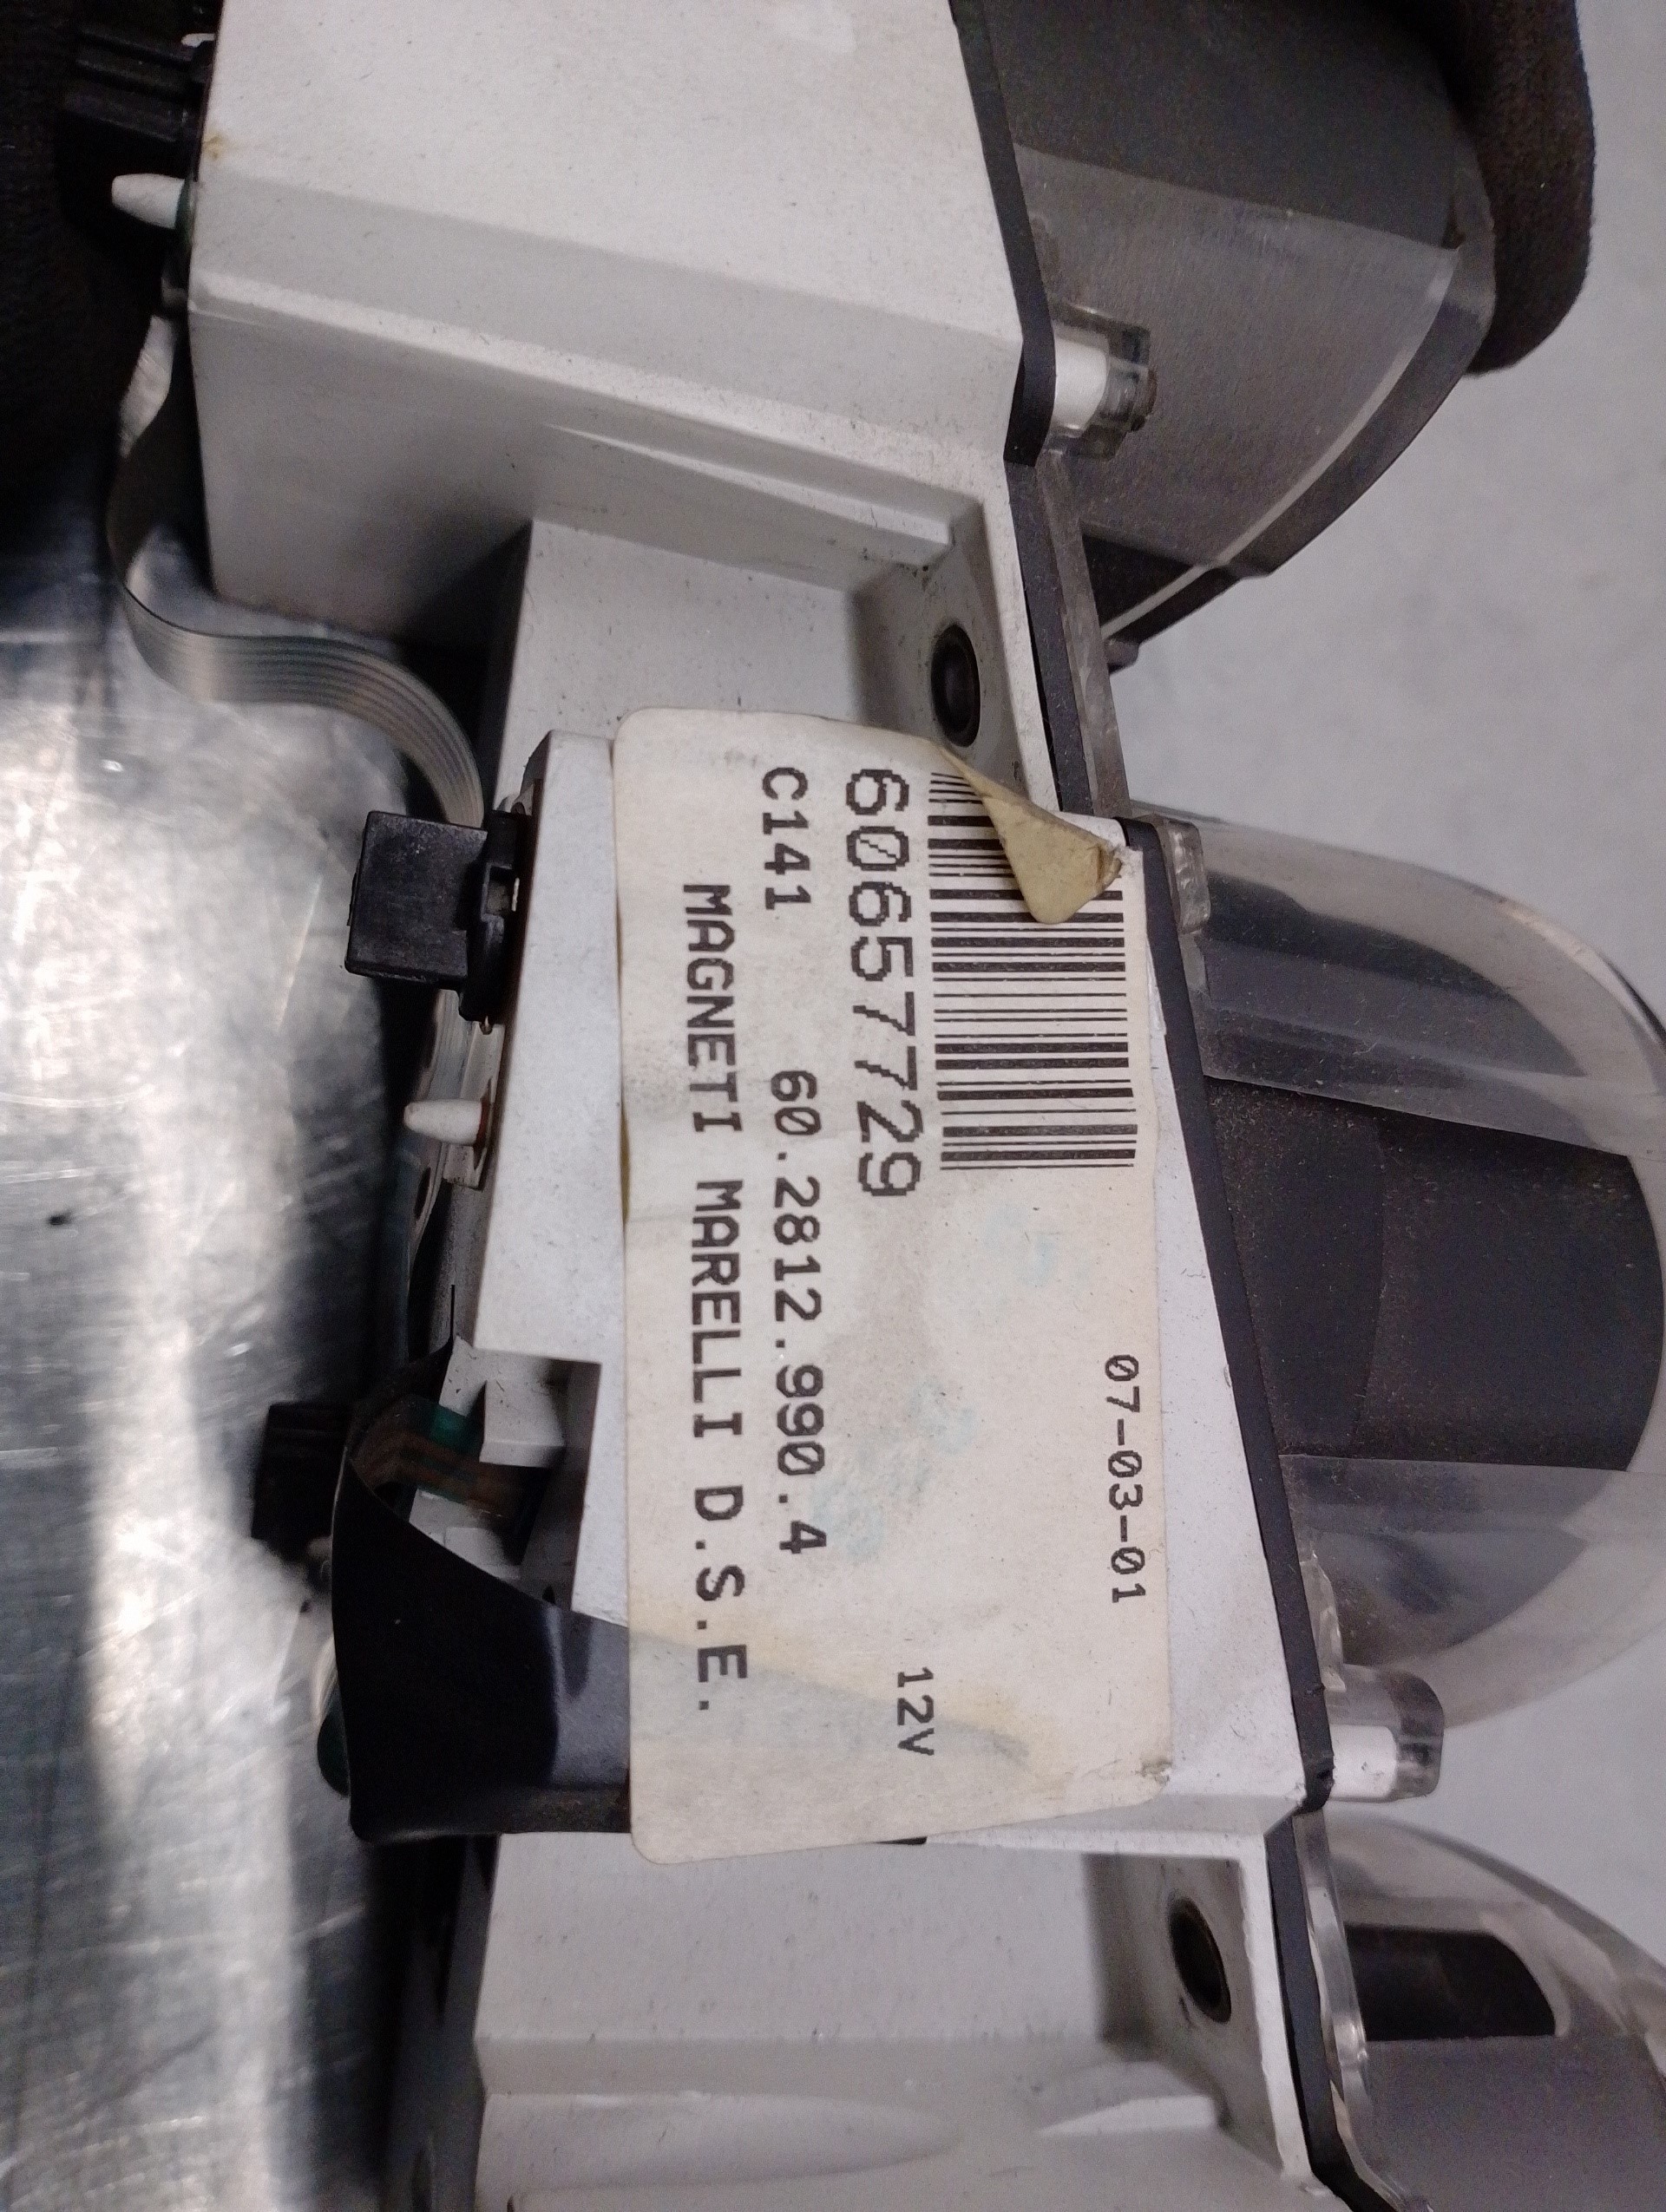 07-03-01
60657729
12V
C141 60.2812.990.4
MAGNETI MARELLI D.S.E.